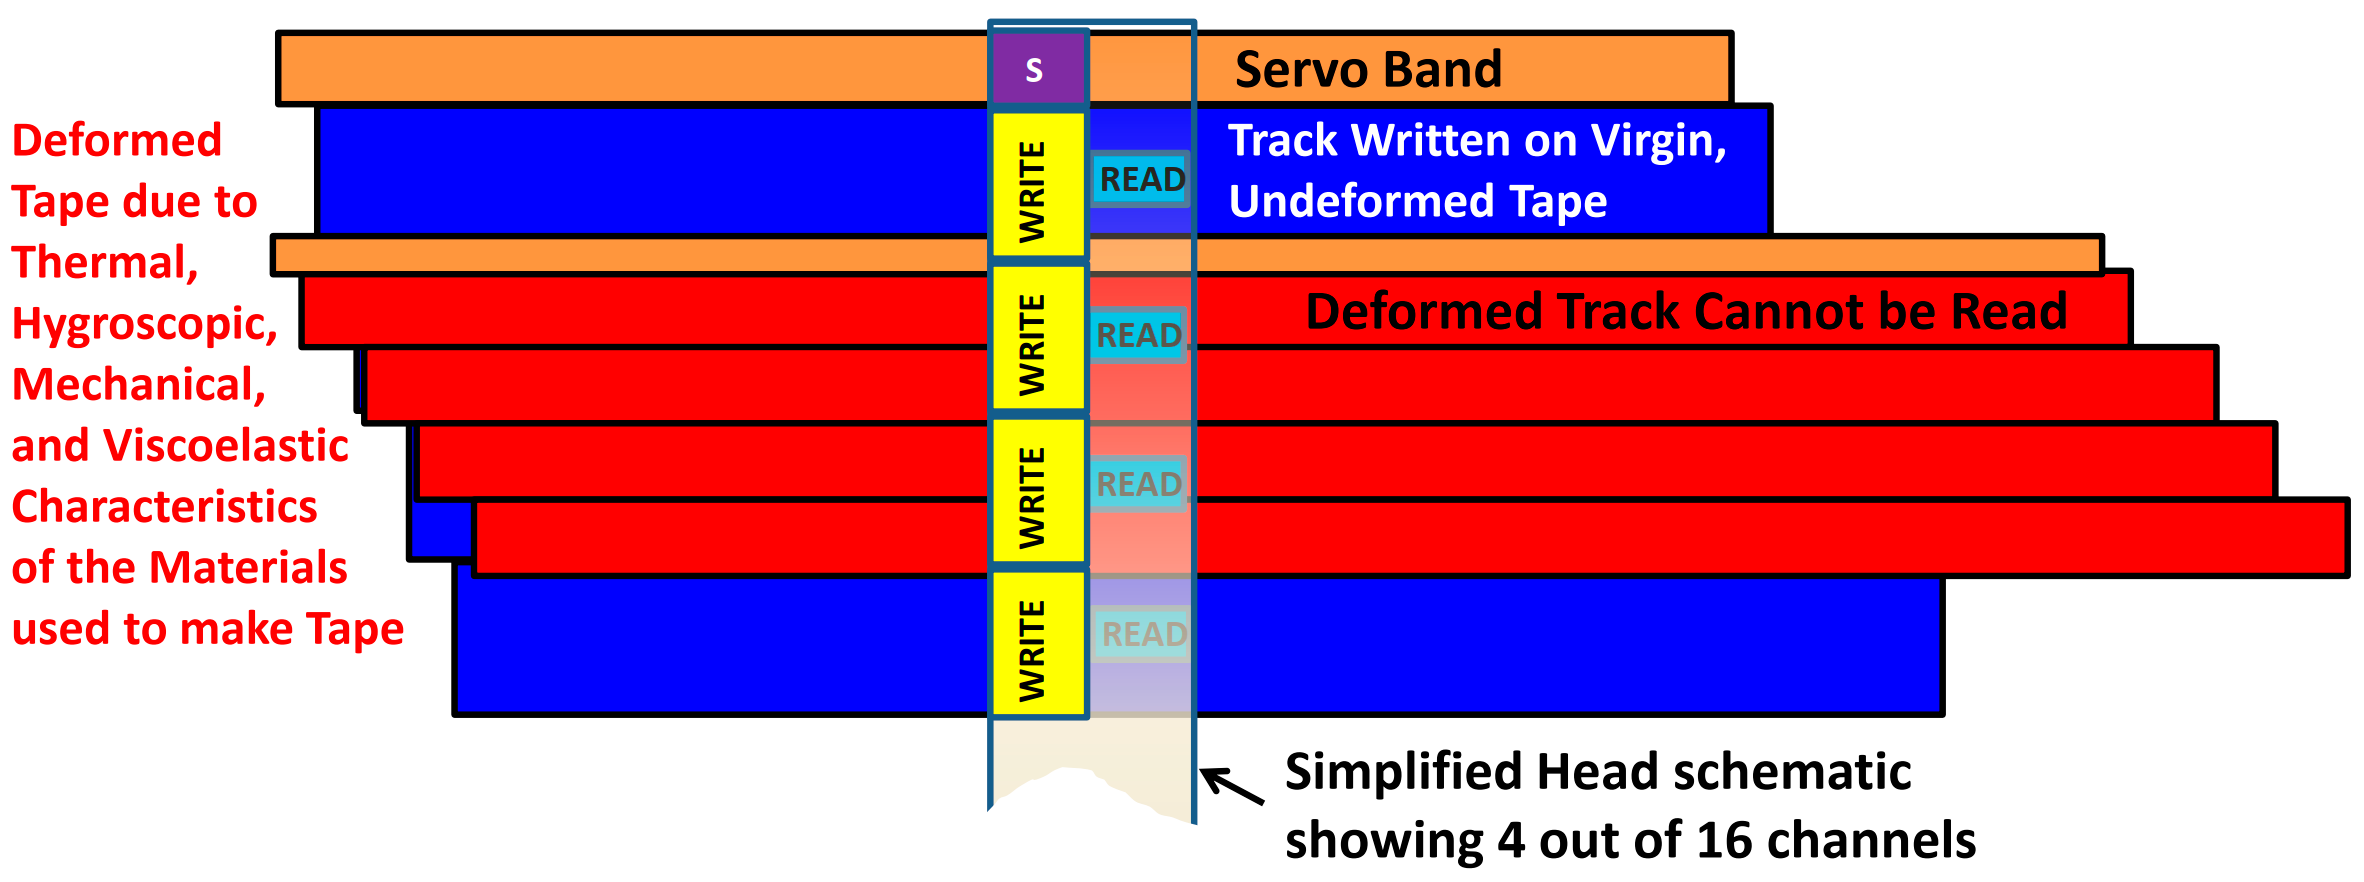 S
Servo Band
Deformed
Tape due to
Thermal,
Hygroscopic,
Mechanical,
and Viscoelastic
Characteristics
of the Materials
used to make Tape
WRITE
READ
Track Written on Virgin,
Undeformed Tape
WRITE
READ
Deformed Track Cannot be Read
WRITE
READ
WRITE
READ
Simplified Head schematic
showing 4 out of 16 channels